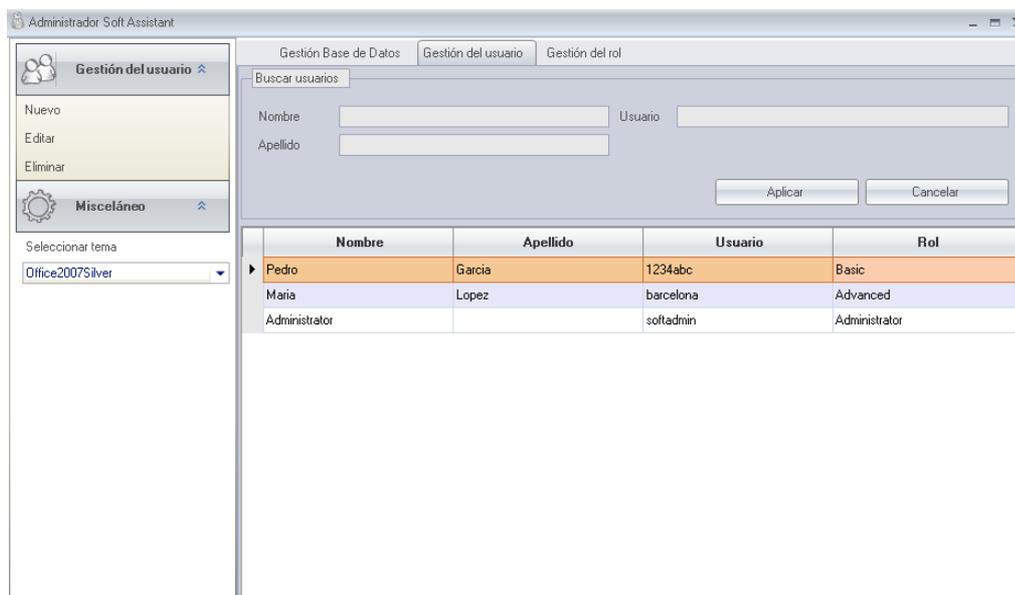 Administrador Soft Assistant
Gestión del usuario
Nuevo
Editar
Eliminar
Misceláneo
Seleccionar tema
Office2007Silver
Gestión Base de Datos Gestión del usuario Gestión del rol
Buscar usuarios
Nombre Usuario
Apellido
Aplicar Cancelar
Nombre Apellido Usuario Rol
Pedro Garcia 1234abc Basic
Maria Lopez barcelona Advanced
Administrator softadmin Administrator